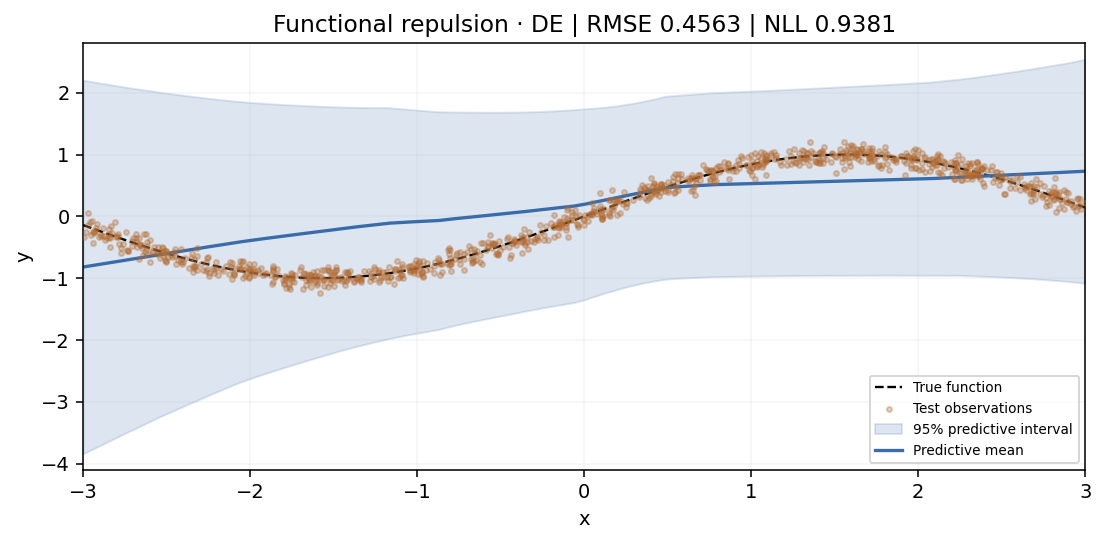 Functional repulsion · DE | RMSE 0.4563 | NLL 0.9381
y
2
1
0
−1
−2
−3
−4
True function
Test observations
95% predictive interval
Predictive mean
−3
−2
−1
0
1
2
3
x